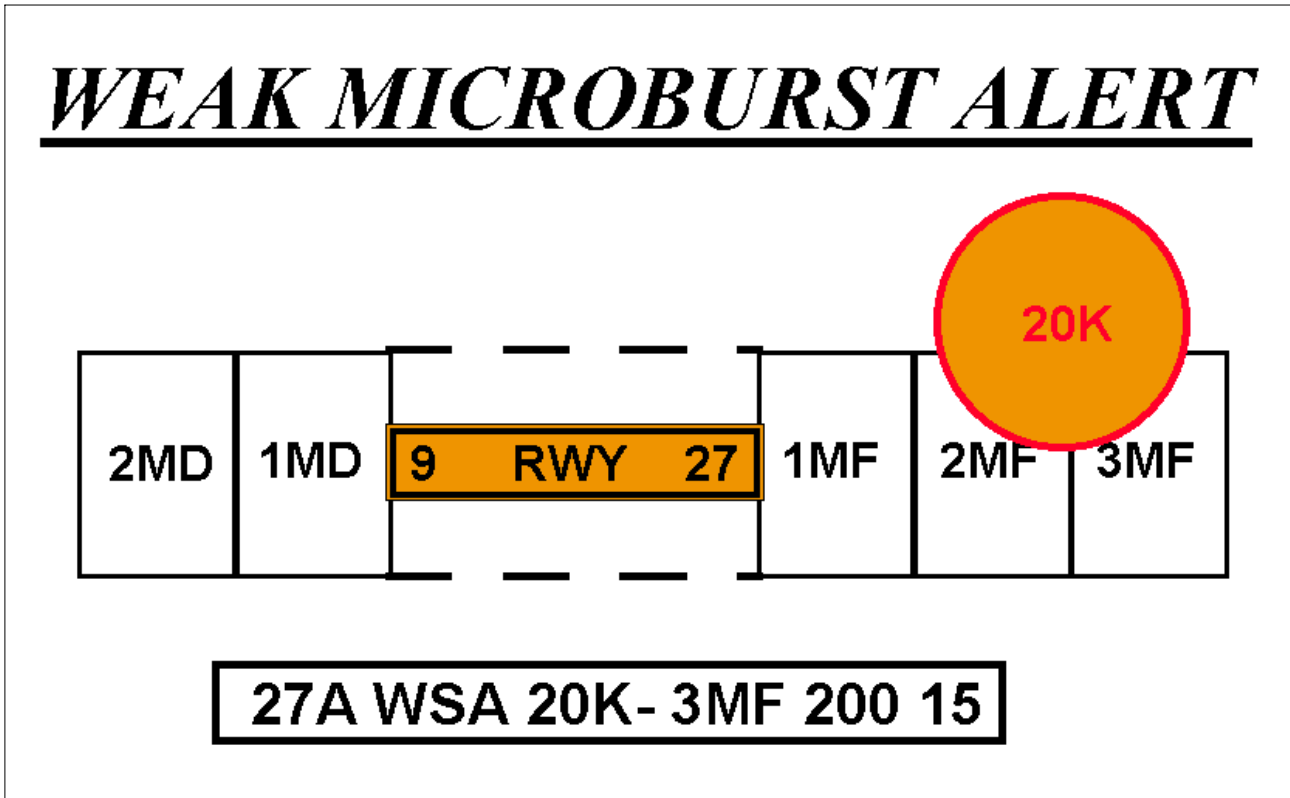 WEAK MICROBURST ALERT
20K
2MD 1MD 9 RWY 27 1MF 2MF 3MF
27A WSA 20K- 3MF 200 15